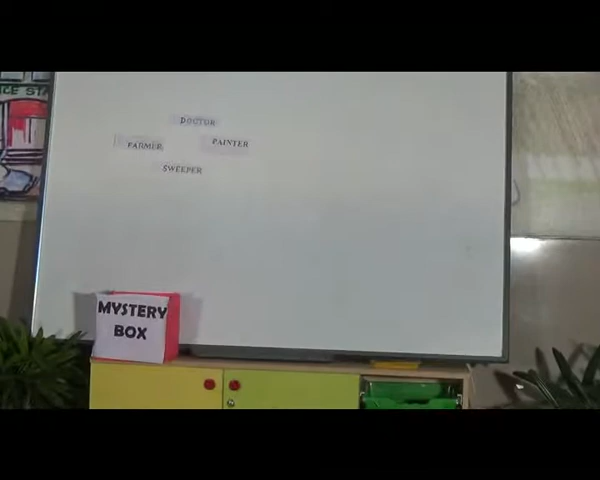 DOCTOR
FARMER
PAINTER
SWEEPER
MYSTERY
BOX